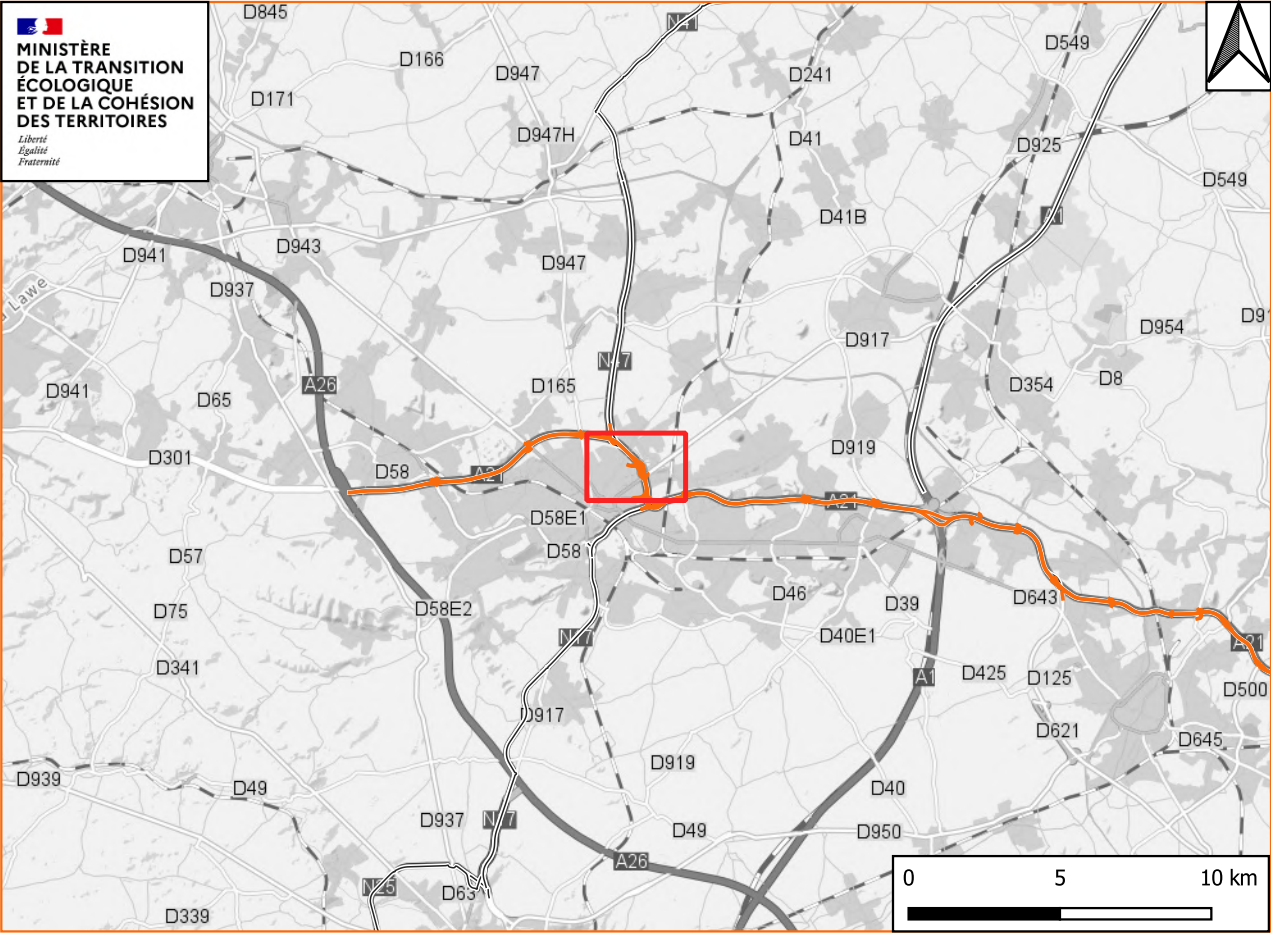 MINISTÈRE
DE LA TRANSITION
ÉCOLOGIQUE
ET DE LA COHÉSION
DES TERRITOIRES
Liberté
Égalité
Fraternité
D845
N41
D549
D166
D947
D241
D171
D947H
D41
D925
D549
D41B
A1
D943
D941
D947
D937
Lawe
D954
D917
N47
A26
D165
D354
D8
D941
D65
D919
D301
D58
A21
A21
D58E1
D58
D57
D46
D643
D58E2
D39
D75
N17
D40E1
A21
D341
A1
D425
D125
D500
D917
D621
D645
D919
D939
D49
D40
D937
N17
D49
D950
A26
N25
D63
D339
0 5 10 km